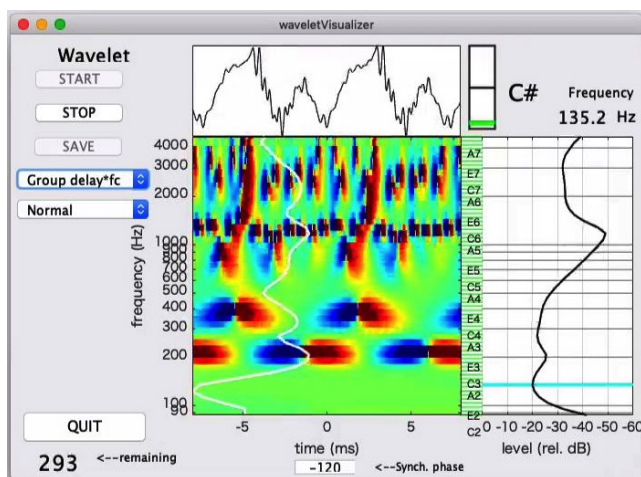 waveletVisualizer
Wavelet
START
STOP
SAVE
Group delay*fc
Normal
QUIT
293 <--remaining
C# Frequency
135.2 Hz
frequency (Hz)
4000
3000
2000
1000
900
800
700
600
500
400
300
200
100
90
-5 0 5
time (ms)
-120 <--Synch. phase
A7
E7
C7
A6
E6
C6
A5
E5
C5
A4
E4
C4
A3
E3
C3
A2
E2
C2
0 -10 -20 -30 -40 -50 -60
level (rel. dB)